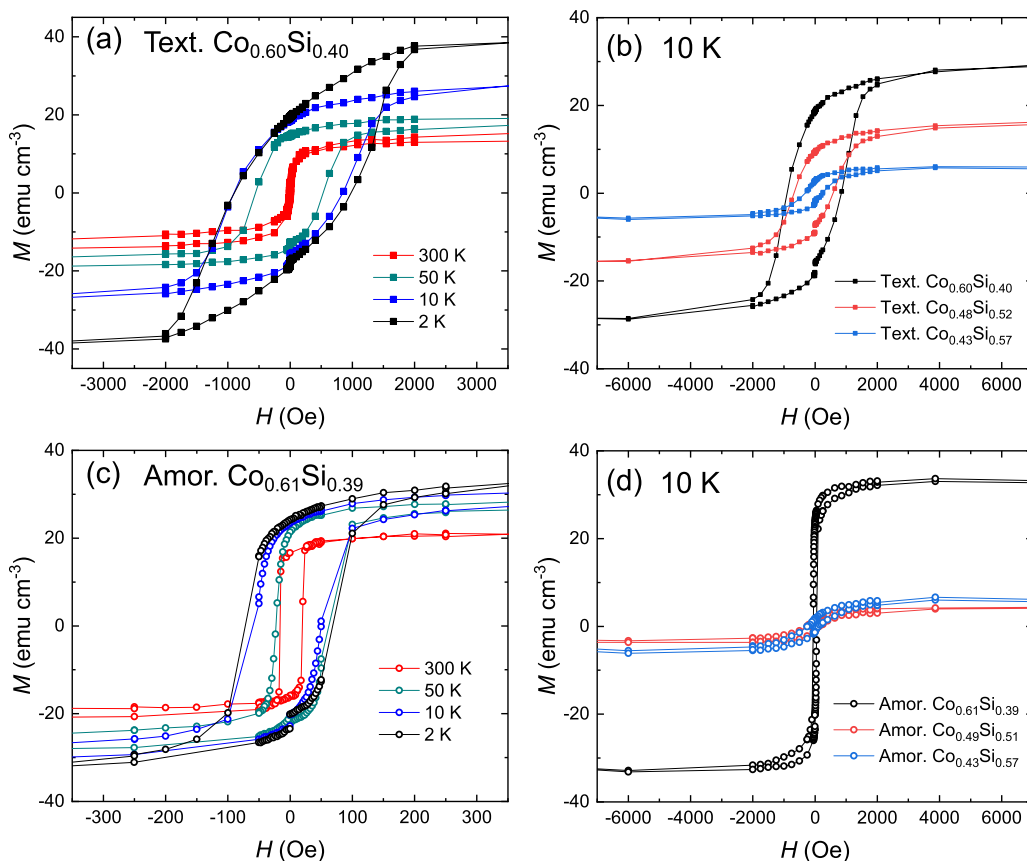 (a) Text. Co0.60Si0.40
40
20
0
-20
-40
M (emu cm-3)
300 K
50 K
10 K
2 K
-3000 -2000 -1000 0 1000 2000 3000
H (Oe)
(b) 10 K
40
20
0
-20
-40
M (emu cm-3)
Text. Co0.60Si0.40
Text. Co0.48Si0.52
Text. Co0.43Si0.57
-6000 -4000 -2000 0 2000 4000 6000
H (Oe)
(c) Amor. Co0.61Si0.39
40
20
0
-20
-40
M (emu cm-3)
300 K
50 K
10 K
2 K
-300 -200 -100 0 100 200 300
H (Oe)
(d) 10 K
40
20
0
-20
-40
M (emu cm-3)
Amor. Co0.61Si0.39
Amor. Co0.49Si0.51
Amor. Co0.43Si0.57
-6000 -4000 -2000 0 2000 4000 6000
H (Oe)